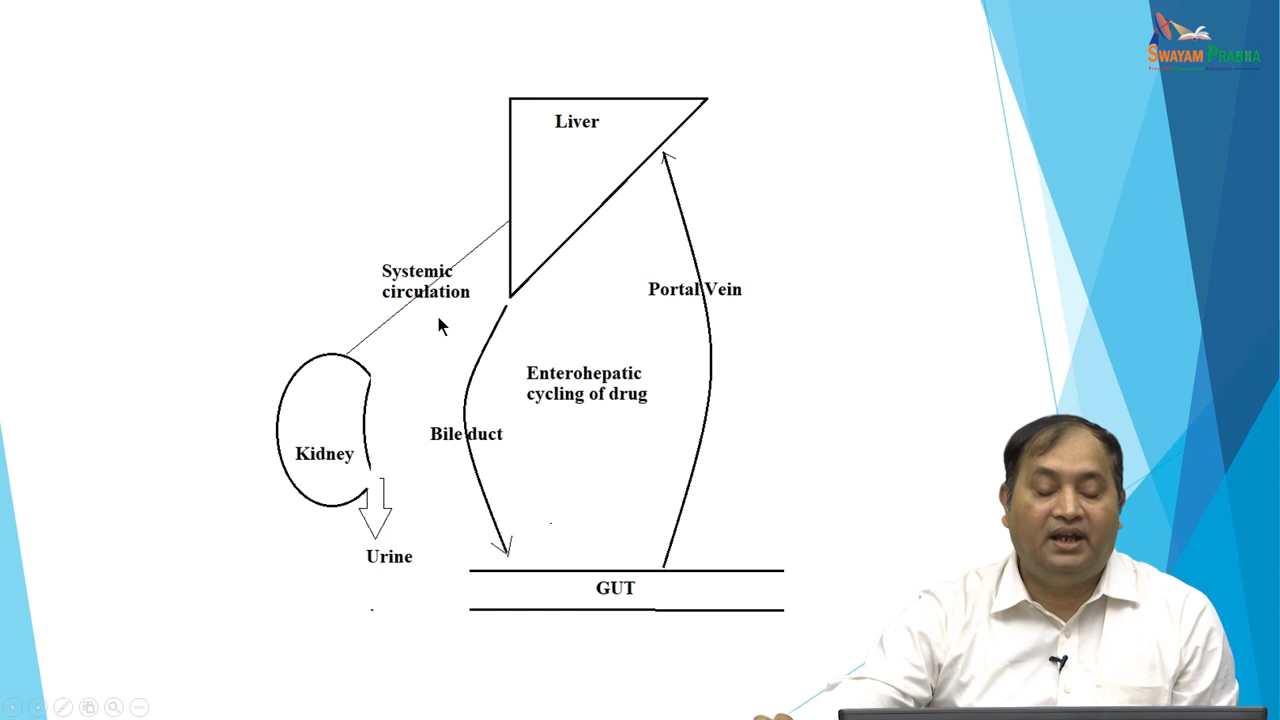 SWAYAM PRABHA
Liver
Systemic
circulation
Portal Vein
Enterohepatic
cycling of drug
Bile duct
Kidney
Urine
GUT